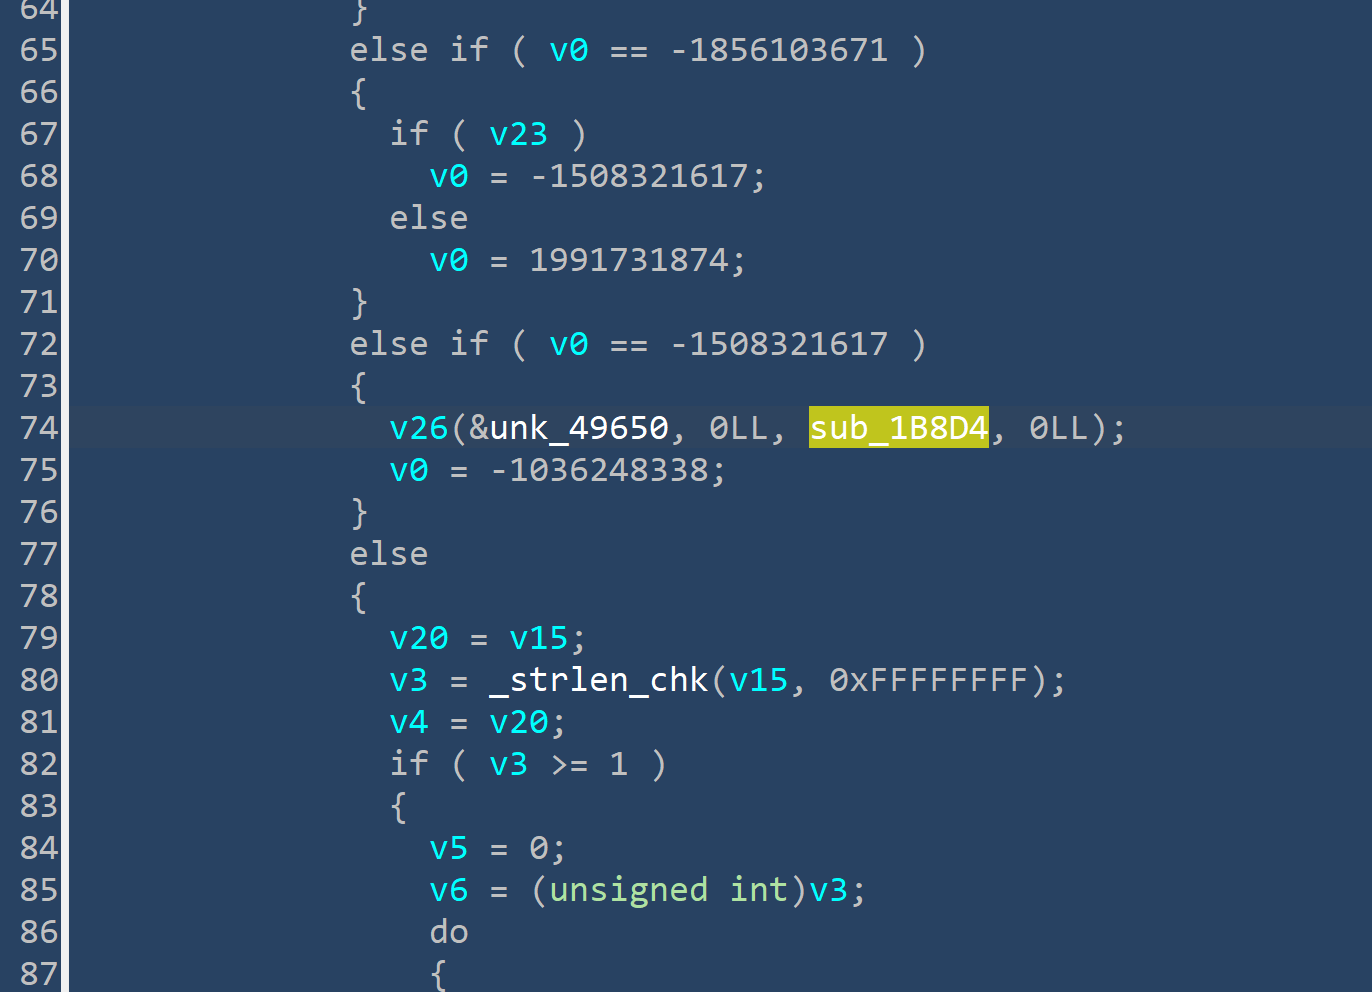 64 }
65 else if ( v0 == -1856103671 )
66 {
67 if ( v23 )
68 v0 = -1508321617;
69 else
70 v0 = 1991731874;
71 }
72 else if ( v0 == -1508321617 )
73 {
74 v26(&unk_49650, 0LL, sub_1B8D4, 0LL);
75 v0 = -1036248338;
76 }
77 else
78 {
79 v20 = v15;
80 v3 = _strlen_chk(v15, 0xFFFFFFFF);
81 v4 = v20;
82 if ( v3 >= 1 )
83 {
84 v5 = 0;
85 v6 = (unsigned int)v3;
86 do
87 {